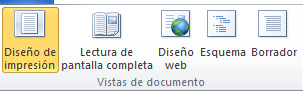 Diseño de impresión
Lectura de pantalla completa
Diseño web
Esquema
Borrador
Vistas de documento